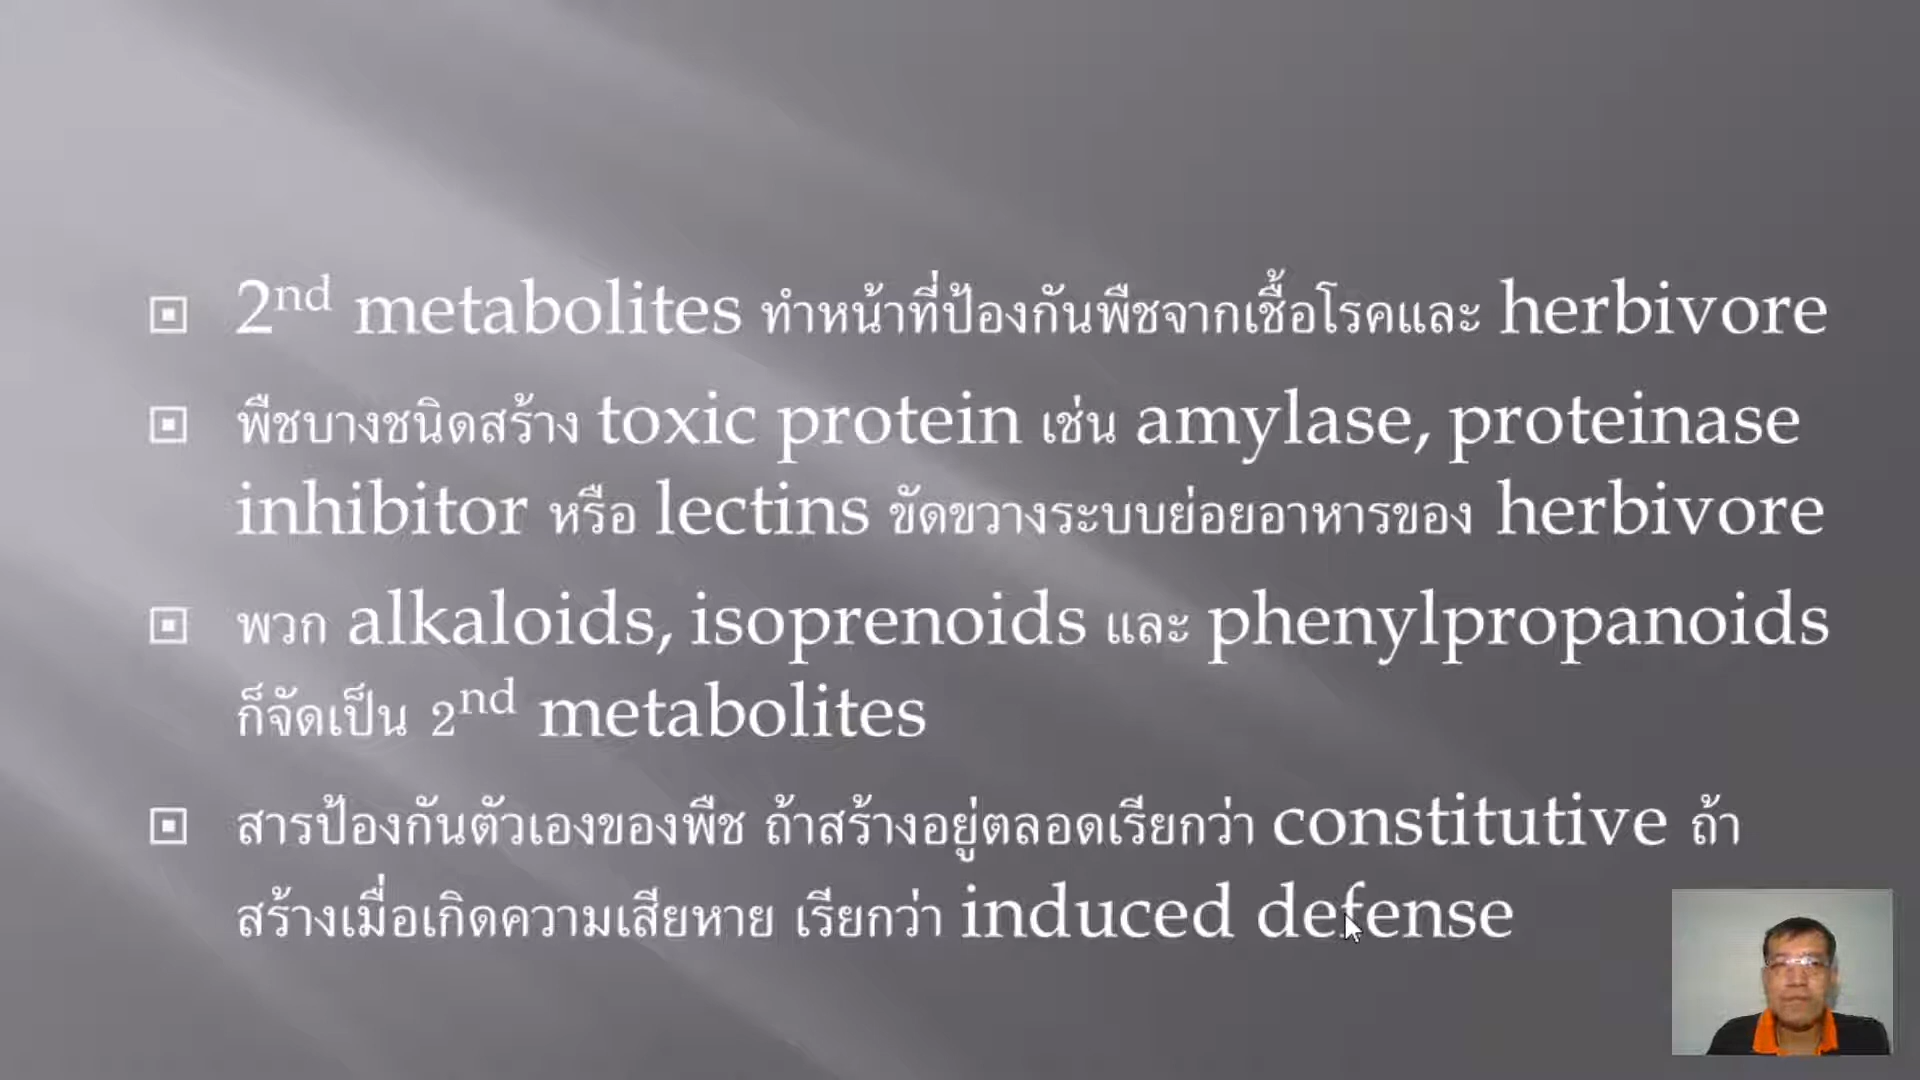 2nd metabolites ทำหน้าที่ป้องกันพืชจากเชื้อโรคและ herbivore
พืชบางชนิดสร้าง toxic protein เช่น amylase, proteinase
inhibitor หรือ lectins ขัดขวางระบบย่อยอาหารของ herbivore
พวก alkaloids, isoprenoids และ phenylpropanoids
ก็จัดเป็น 2nd metabolites
สารป้องกันตัวเองของพืช ถ้าสร้างอยู่ตลอดเรียกว่า constitutive ถ้า
สร้างเมื่อเกิดความเสียหาย เรียกว่า induced defense